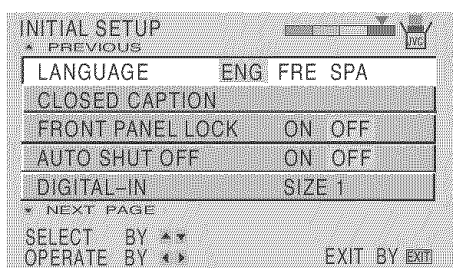 INITIAL SETUP
▲ PREVIOUS
JVC
LANGUAGE ENG FRE SPA
CLOSED CAPTION
FRONT PANEL LOCK ON OFF
AUTO SHUT OFF ON OFF
DIGITAL–IN SIZE 1
▼ NEXT PAGE
SELECT BY ▲▼
OPERATE BY ◀▶ EXIT BY EXIT